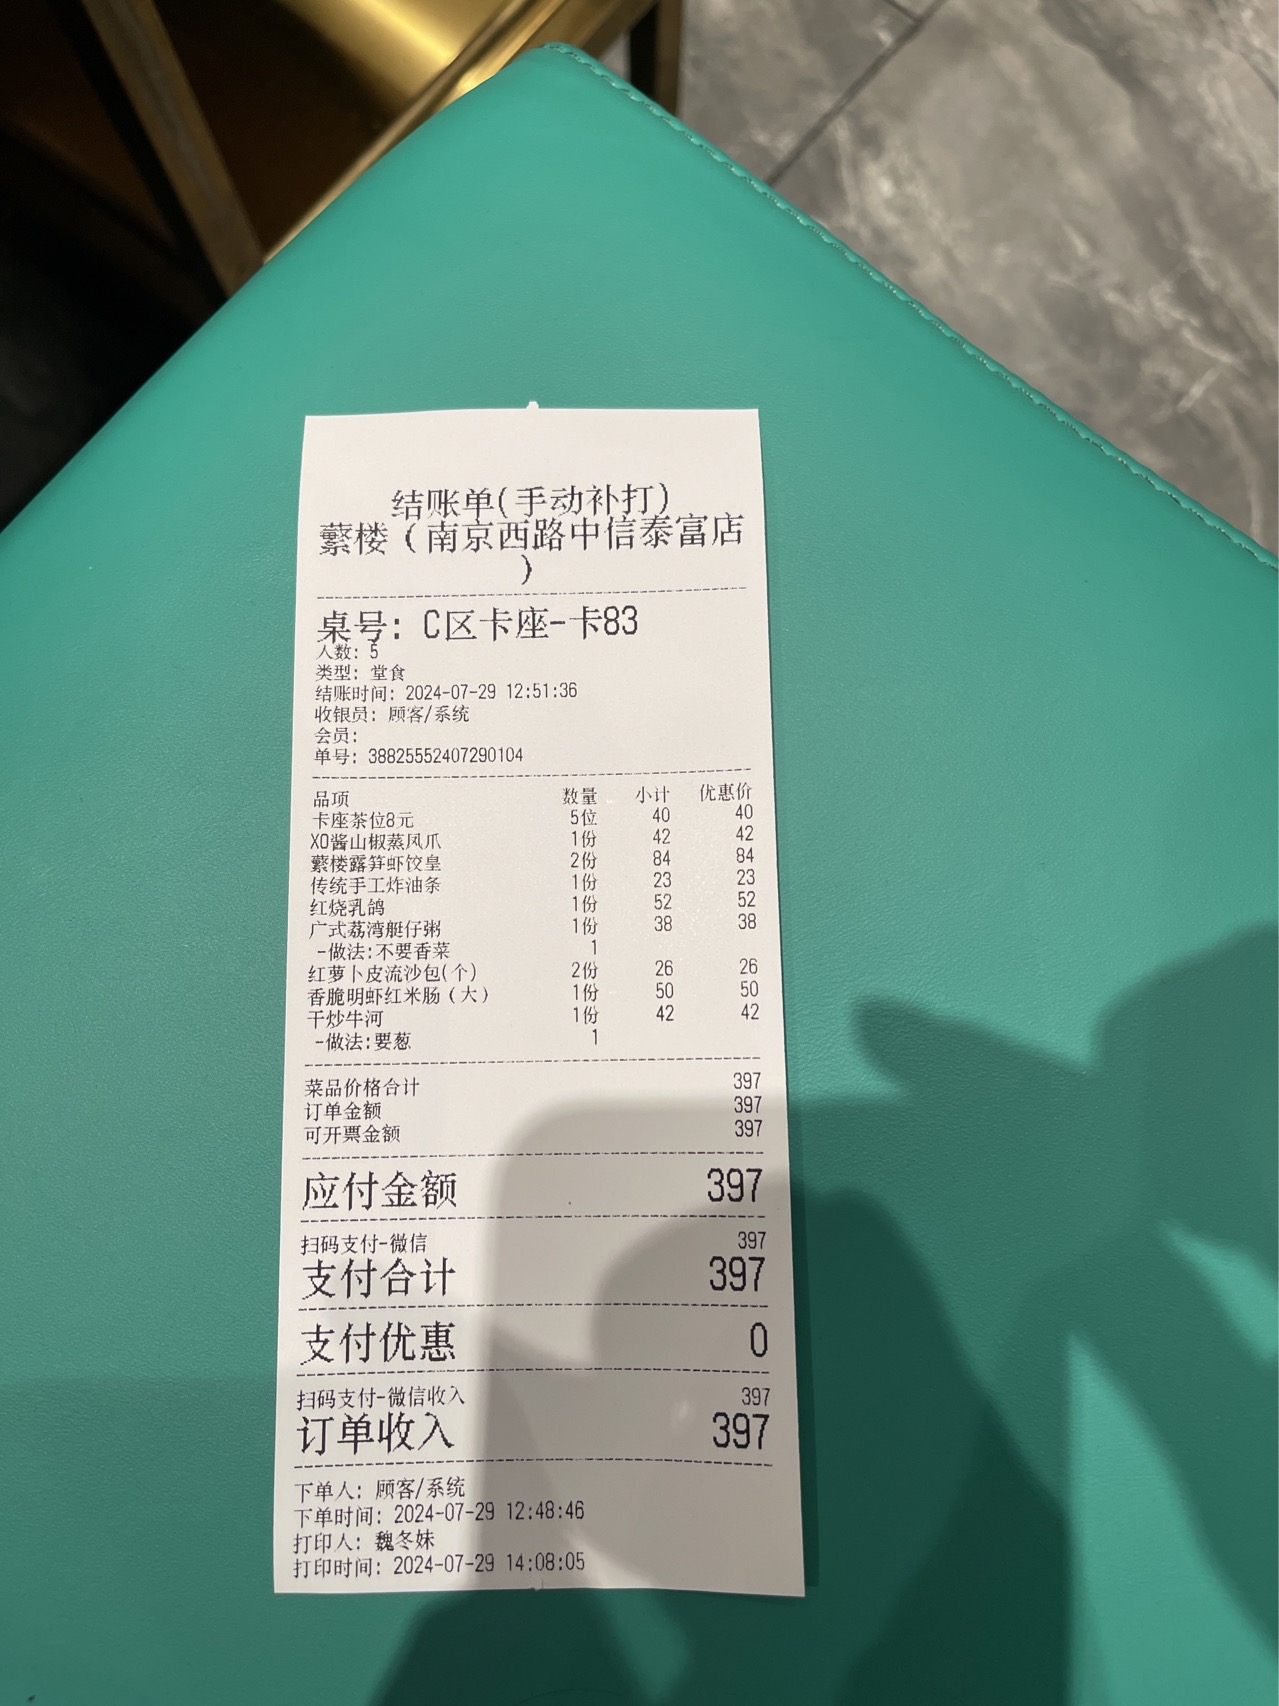 结账单(手动补打)
蘩楼（南京西路中信泰富店
）
桌号: C区卡座-卡83
人数: 5
类型: 堂食
结账时间: 2024-07-29 12:51:36
收银员: 顾客/系统
会员:
单号: 38825552407290104
品项 数量 小计 优惠价
卡座茶位8元 5位 40 40
XO酱山椒蒸凤爪 1份 42 42
蘩楼露笋虾饺皇 2份 84 84
传统手工炸油条 1份 23 23
红烧乳鸽 1份 52 52
广式荔湾艇仔粥 1份 38 38
-做法:不要香菜 1
红萝卜皮流沙包(个) 2份 26 26
香脆明虾红米肠（大） 1份 50 50
干炒牛河 1份 42 42
-做法:要葱 1
菜品价格合计 397
订单金额 397
可开票金额 397
应付金额 397
扫码支付-微信 397
支付合计 397
支付优惠 0
扫码支付-微信收入 397
订单收入 397
下单人: 顾客/系统
下单时间: 2024-07-29 12:48:46
打印人: 魏冬妹
打印时间: 2024-07-29 14:08:05